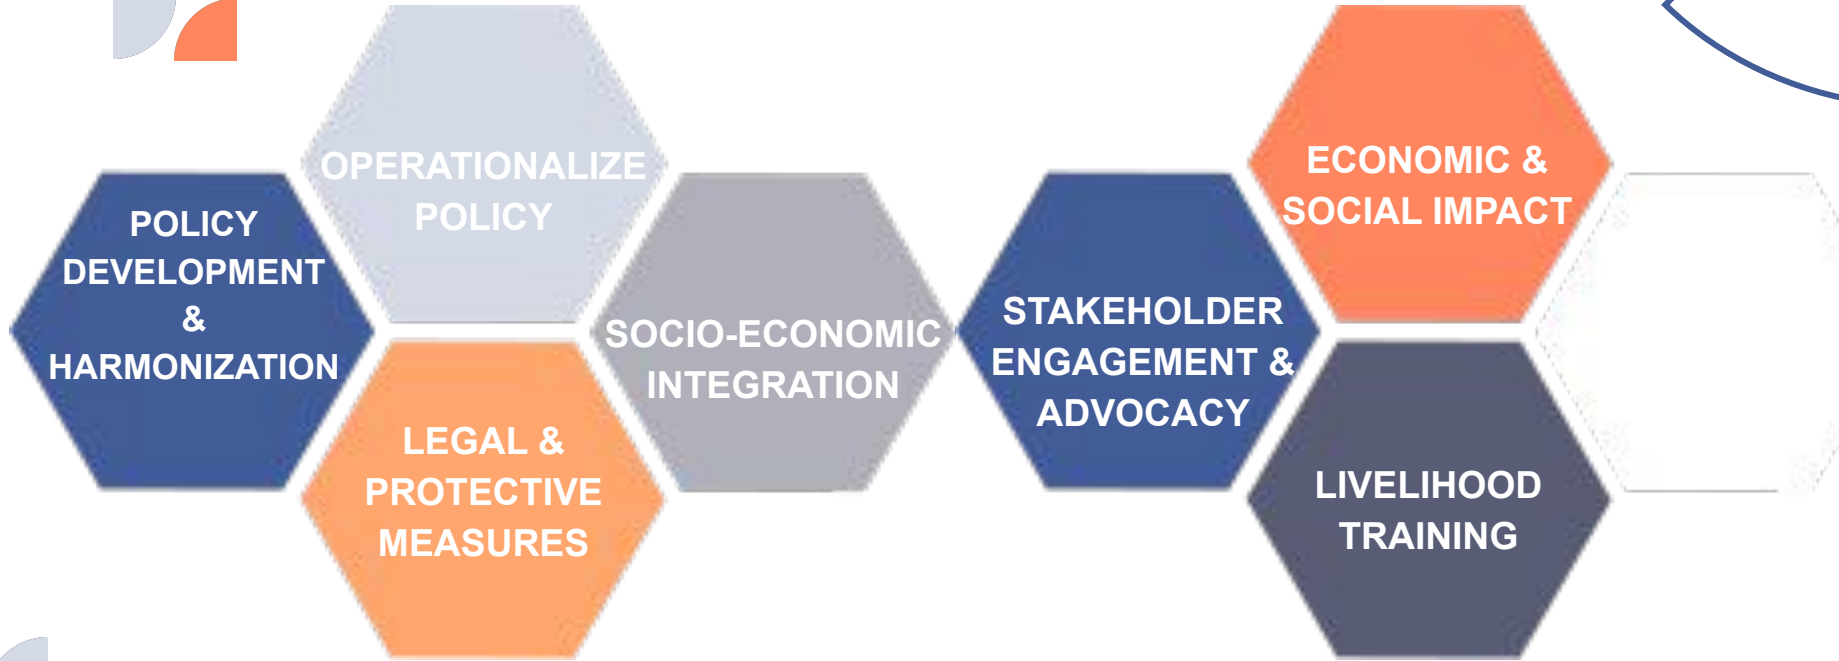 POLICY
DEVELOPMENT
&
HARMONIZATION
OPERATIONALIZE
POLICY
LEGAL &
PROTECTIVE
MEASURES
SOCIO-ECONOMIC
INTEGRATION
STAKEHOLDER
ENGAGEMENT &
ADVOCACY
ECONOMIC &
SOCIAL IMPACT
LIVELIHOOD
TRAINING